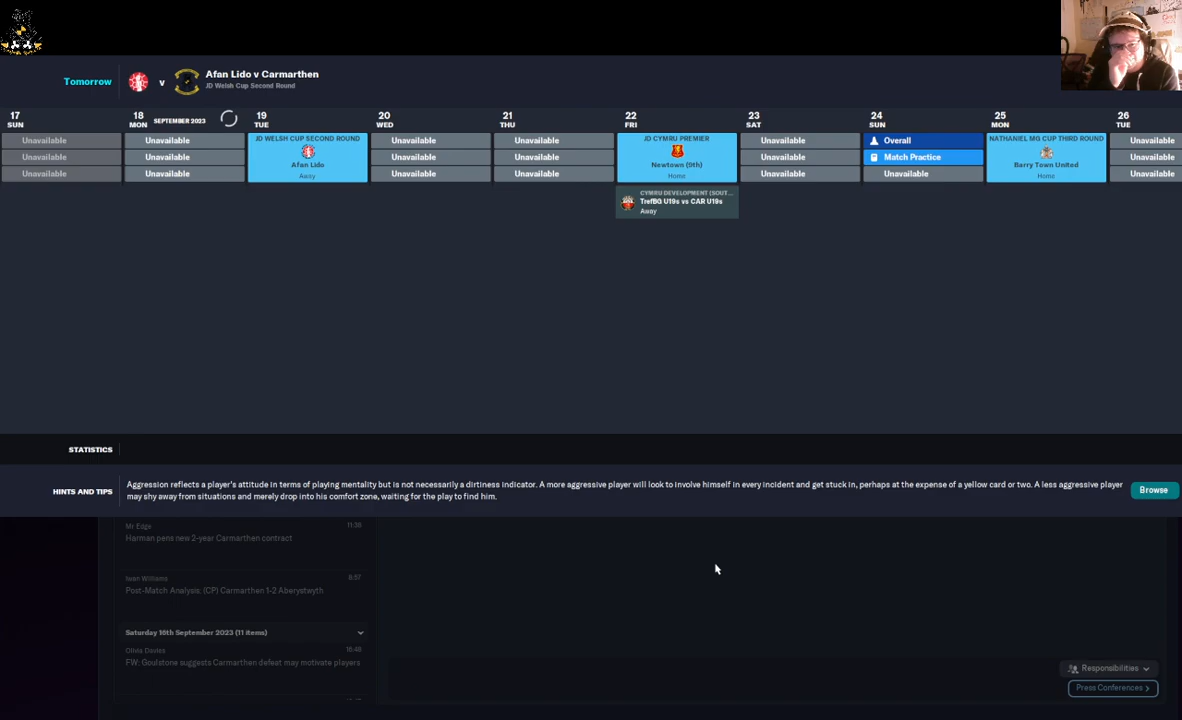 Tomorrow
v
Afan Lido v Carmarthen
JD Welsh Cup Second Round
17
SUN
18
MON SEPTEMBER 2023
19
TUE
20
WED
21
THU
22
FRI
23
SAT
24
SUN
25
MON
26
TUE
Unavailable
Unavailable
JD WELSH CUP SECOND ROUND
Unavailable
Unavailable
JD CYMRU PREMIER
Unavailable
Overall
NATHANIEL MG CUP THIRD ROUND
Unavailable
Unavailable
Unavailable
Unavailable
Unavailable
Unavailable
Match Practice
Unavailable
Unavailable
Unavailable
Afan Lido
Away
Unavailable
Unavailable
Newtown (9th)
Home
Unavailable
Unavailable
Barry Town United
Home
Unavailable
CYMRU DEVELOPMENT (SOUT...
TrefBG U19s vs CAR U19s
Away
STATISTICS
HINTS AND TIPS
Aggression reflects a player's attitude in terms of playing mentality but is not necessarily a dirtiness indicator. A more aggressive player will look to involve himself in every incident and get stuck in, perhaps at the expense of a yellow card or two. A less aggressive player
may shy away from situations and merely drop into his comfort zone, waiting for the play to find him.
Browse
Mr Edge
Harman pens new 2-year Carmarthen contract
Iwan Williams
8:57
Post-Match Analysis: (CP) Carmarthen 1-2 Aberystwyth
Saturday 16th September 2023 (11 items)
Olivia Davies
16:48
FW: Goulstone suggests Carmarthen defeat may motivate players
Responsibilities
Press Conferences >